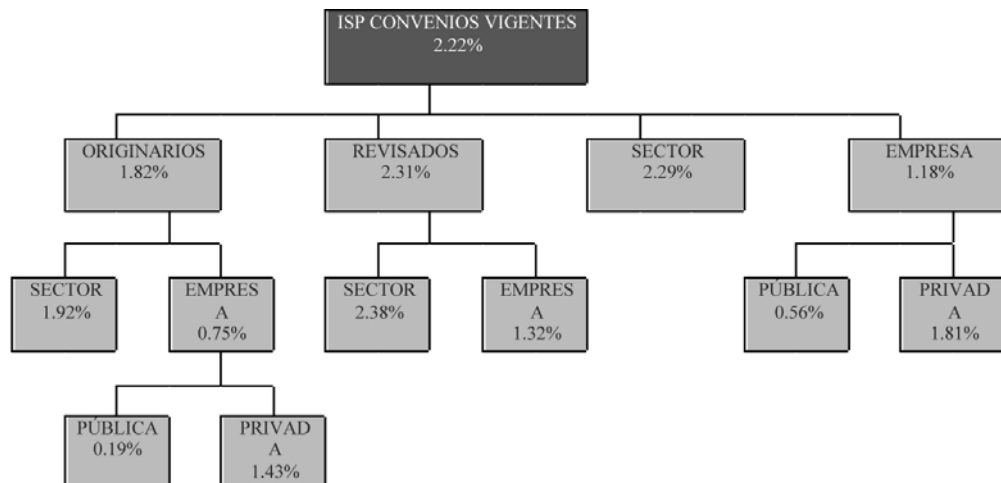 ISP CONVENIOS VIGENTES
2.22%
ORIGINARIOS
1.82%
REVISADOS
2.31%
SECTOR
2.29%
EMPRESA
1.18%
SECTOR
1.92%
EMPRES
A
0.75%
SECTOR
2.38%
EMPRES
A
1.32%
PÚBLICA
0.56%
PRIVAD
A
1.81%
PÚBLICA
0.19%
PRIVAD
A
1.43%